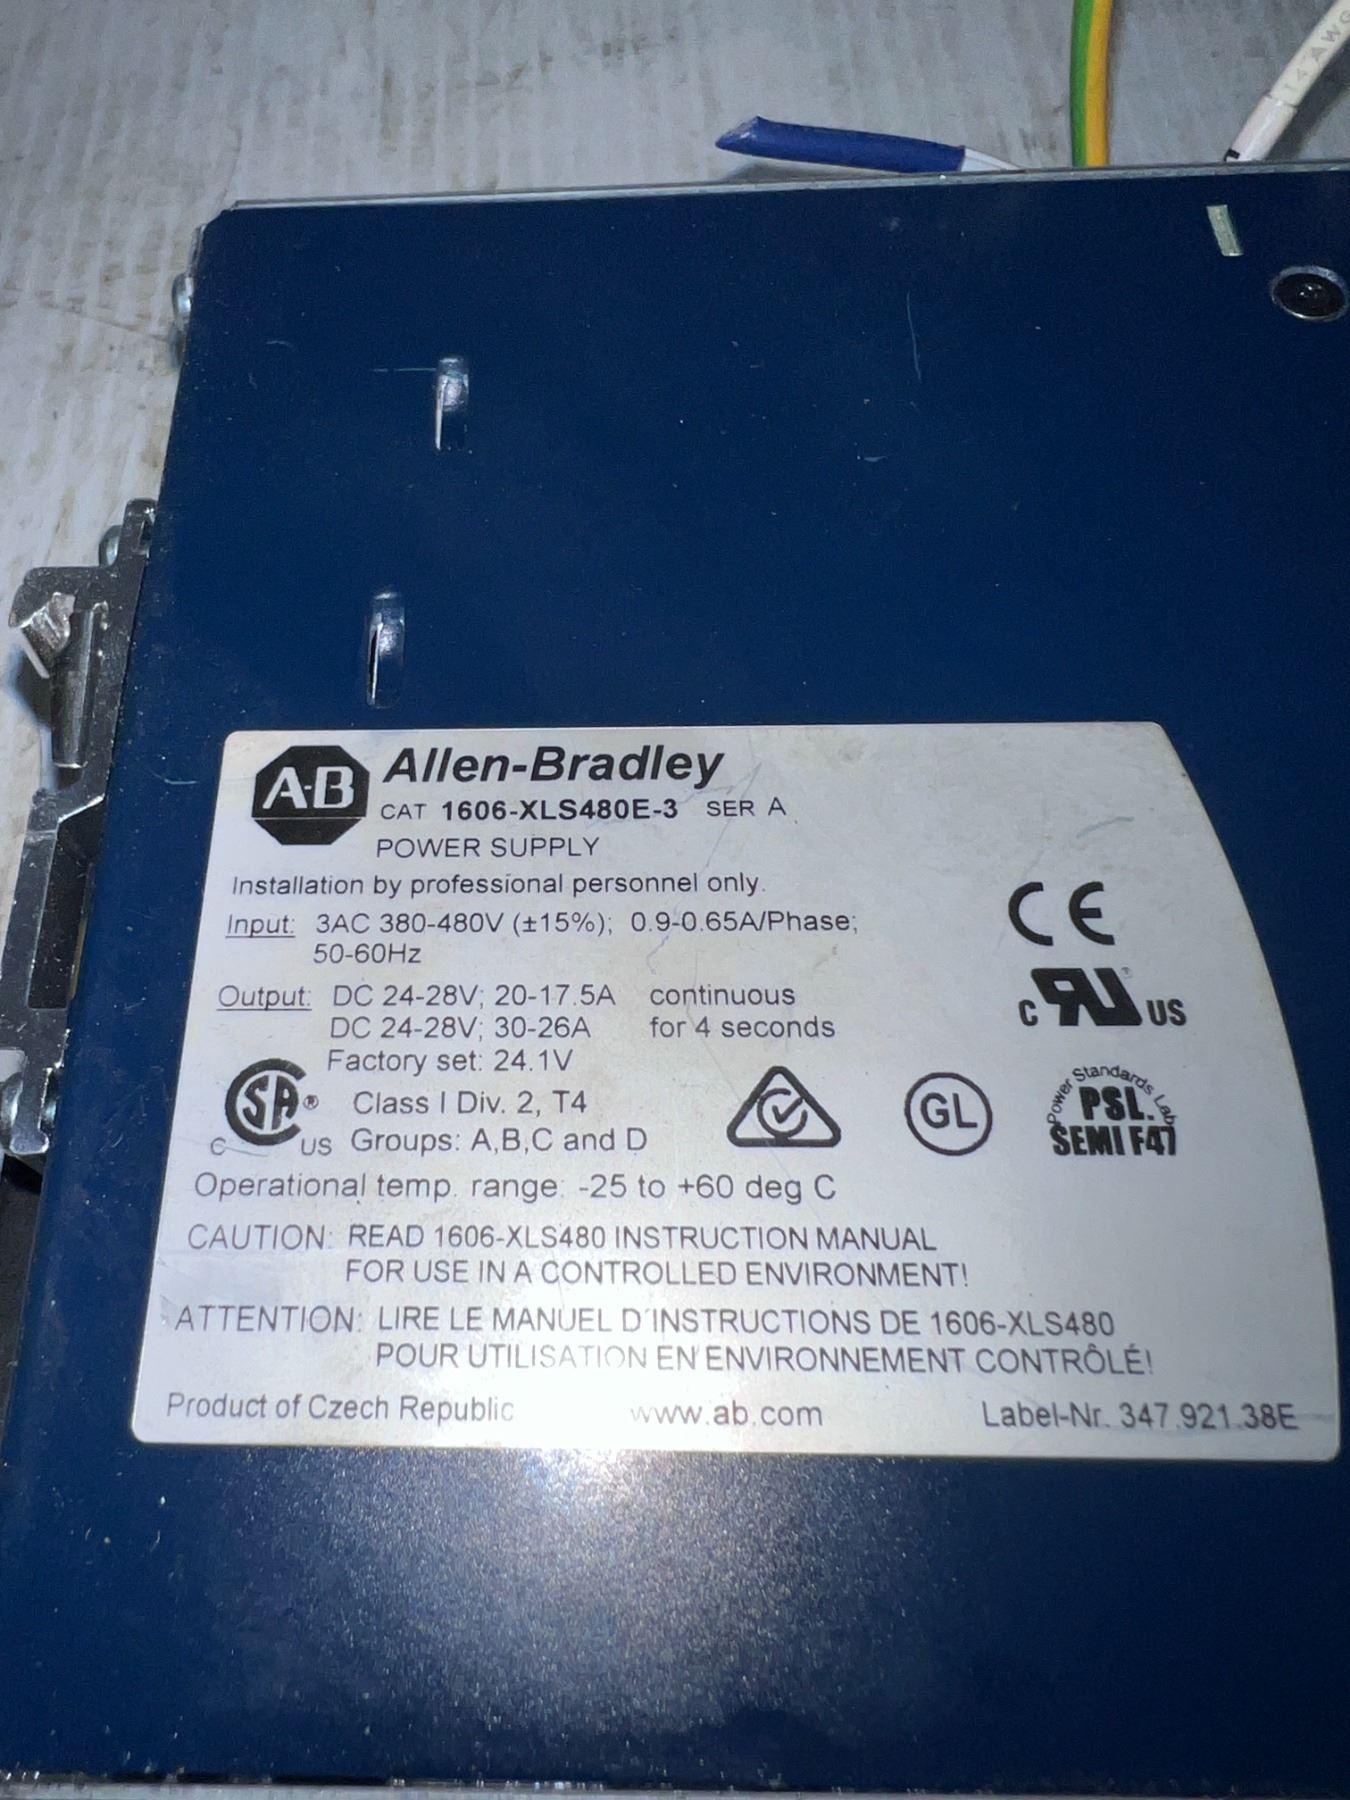 14 AWG
A-B Allen-Bradley
CAT 1606-XLS480E-3 SER A
POWER SUPPLY
Installation by professional personnel only.
Input: 3AC 380-480V (±15%); 0.9-0.65A/Phase;
50-60Hz
CE
Output: DC 24-28V; 20-17.5A continuous
DC 24-28V; 30-26A for 4 seconds
C RU® US
Factory set: 24.1V
C SA® US Class I Div. 2, T4
Groups: A,B,C and D
GL
Power Standards Lab
PSL.
SEMI F47
Operational temp. range: -25 to +60 deg C
CAUTION: READ 1606-XLS480 INSTRUCTION MANUAL
FOR USE IN A CONTROLLED ENVIRONMENT!
ATTENTION: LIRE LE MANUEL D´INSTRUCTIONS DE 1606-XLS480
POUR UTILISATION EN ENVIRONNEMENT CONTRÔLÉ!
Product of Czech Republic www.ab.com Label-Nr. 347.921.38E